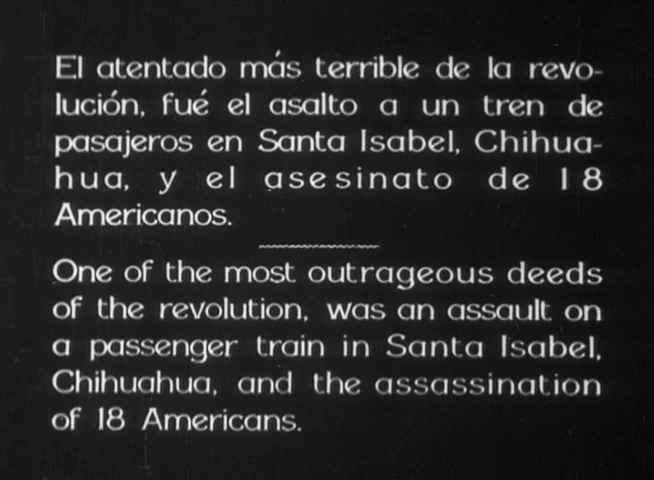 El atentado más terrible de la revo-
lución, fué el asalto a un tren de
pasajeros en Santa Isabel, Chihua-
hua, y el asesinato de 18
Americanos.
One of the most outrageous deeds
of the revolution, was an assault on
a passenger train in Santa Isabel,
Chihuahua, and the assassination
of 18 Americans.